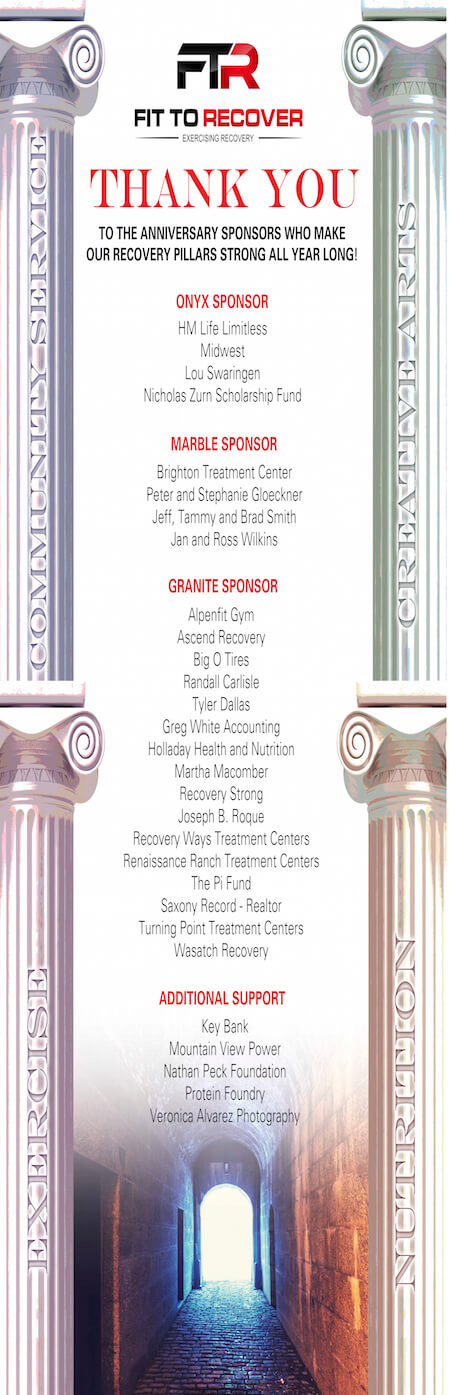 FTR
FIT TO RECOVER
EXERCISING RECOVERY
THANK YOU
TO THE ANNIVERSARY SPONSORS WHO MAKE
OUR RECOVERY PILLARS STRONG ALL YEAR LONG!
ONYX SPONSOR
HM Life Limitless
Midwest
Lou Swaringen
Nicholas Zurn Scholarship Fund
MARBLE SPONSOR
Brighton Treatment Center
Peter and Stephanie Gloeckner
Jeff, Tammy and Brad Smith
Jan and Ross Wilkins
GRANITE SPONSOR
Alpenfit Gym
Ascend Recovery
Big O Tires
Randall Carlisle
Tyler Dallas
Greg White Accounting
Holladay Health and Nutrition
Martha Macomber
Recovery Strong
Joseph B. Roque
Recovery Ways Treatment Centers
Renaissance Ranch Treatment Centers
The Pi Fund
Saxony Record - Realtor
Turning Point Treatment Centers
Wasatch Recovery
ADDITIONAL SUPPORT
Key Bank
Mountain View Power
Nathan Peck Foundation
Protein Foundry
Veronica Alvarez Photography
COMMUNITY SERVICE
CREATIVE ARTS
EXERCISE
NUTRITION